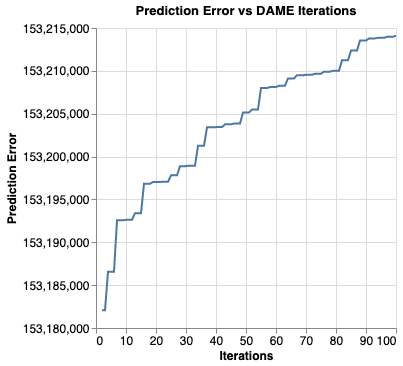 Prediction Error vs DAME Iterations
Prediction Error
153,215,000
153,210,000
153,205,000
153,200,000
153,195,000
153,190,000
153,185,000
153,180,000
0 10 20 30 40 50 60 70 80 90 100
Iterations